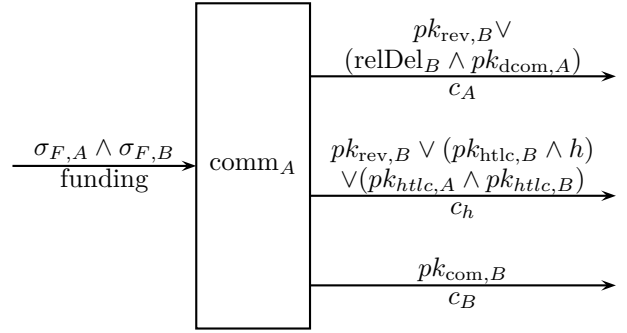 σ_{F,A} ∧ σ_{F,B}
funding
comm_A
pk_{rev,B} ∨
(relDel_B ∧ pk_{dcom,A})
c_A
pk_{rev,B} ∨ (pk_{htlc,B} ∧ h)
∨(pk_{htlc,A} ∧ pk_{htlc,B})
c_h
pk_{com,B}
c_B